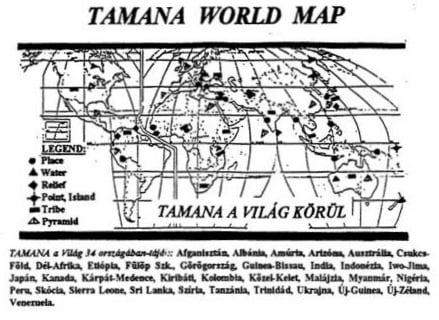 TAMANA WORLD MAP
LEGEND:
Place
Water
Relief
Point, Island
Tribe
Pyramid
TAMANA A VILÁG KÖRÜL
TAMANA a Világ 34 országában-tájt:: Afganisztán, Albánia, Amúria, Arizóna, Ausztrália, Csukcs-
Föld, Dél-Afrika, Etiópia, Fülöp Szk., Görögország, Guinea-Bissau, India, Indonézia, Iwo-Jima,
Japán, Kanada, Kárpát-Medence, Kiribáti, Kolombia, Közel-Kelet, Malájzia, Myanmár, Nigéria,
Peru, Skócia, Sierra Leone, Sri Lanka, Szíria, Tanzánia, Trinidád, Ukrajna, Új-Guinea, Új-Zéland,
Venezuela.